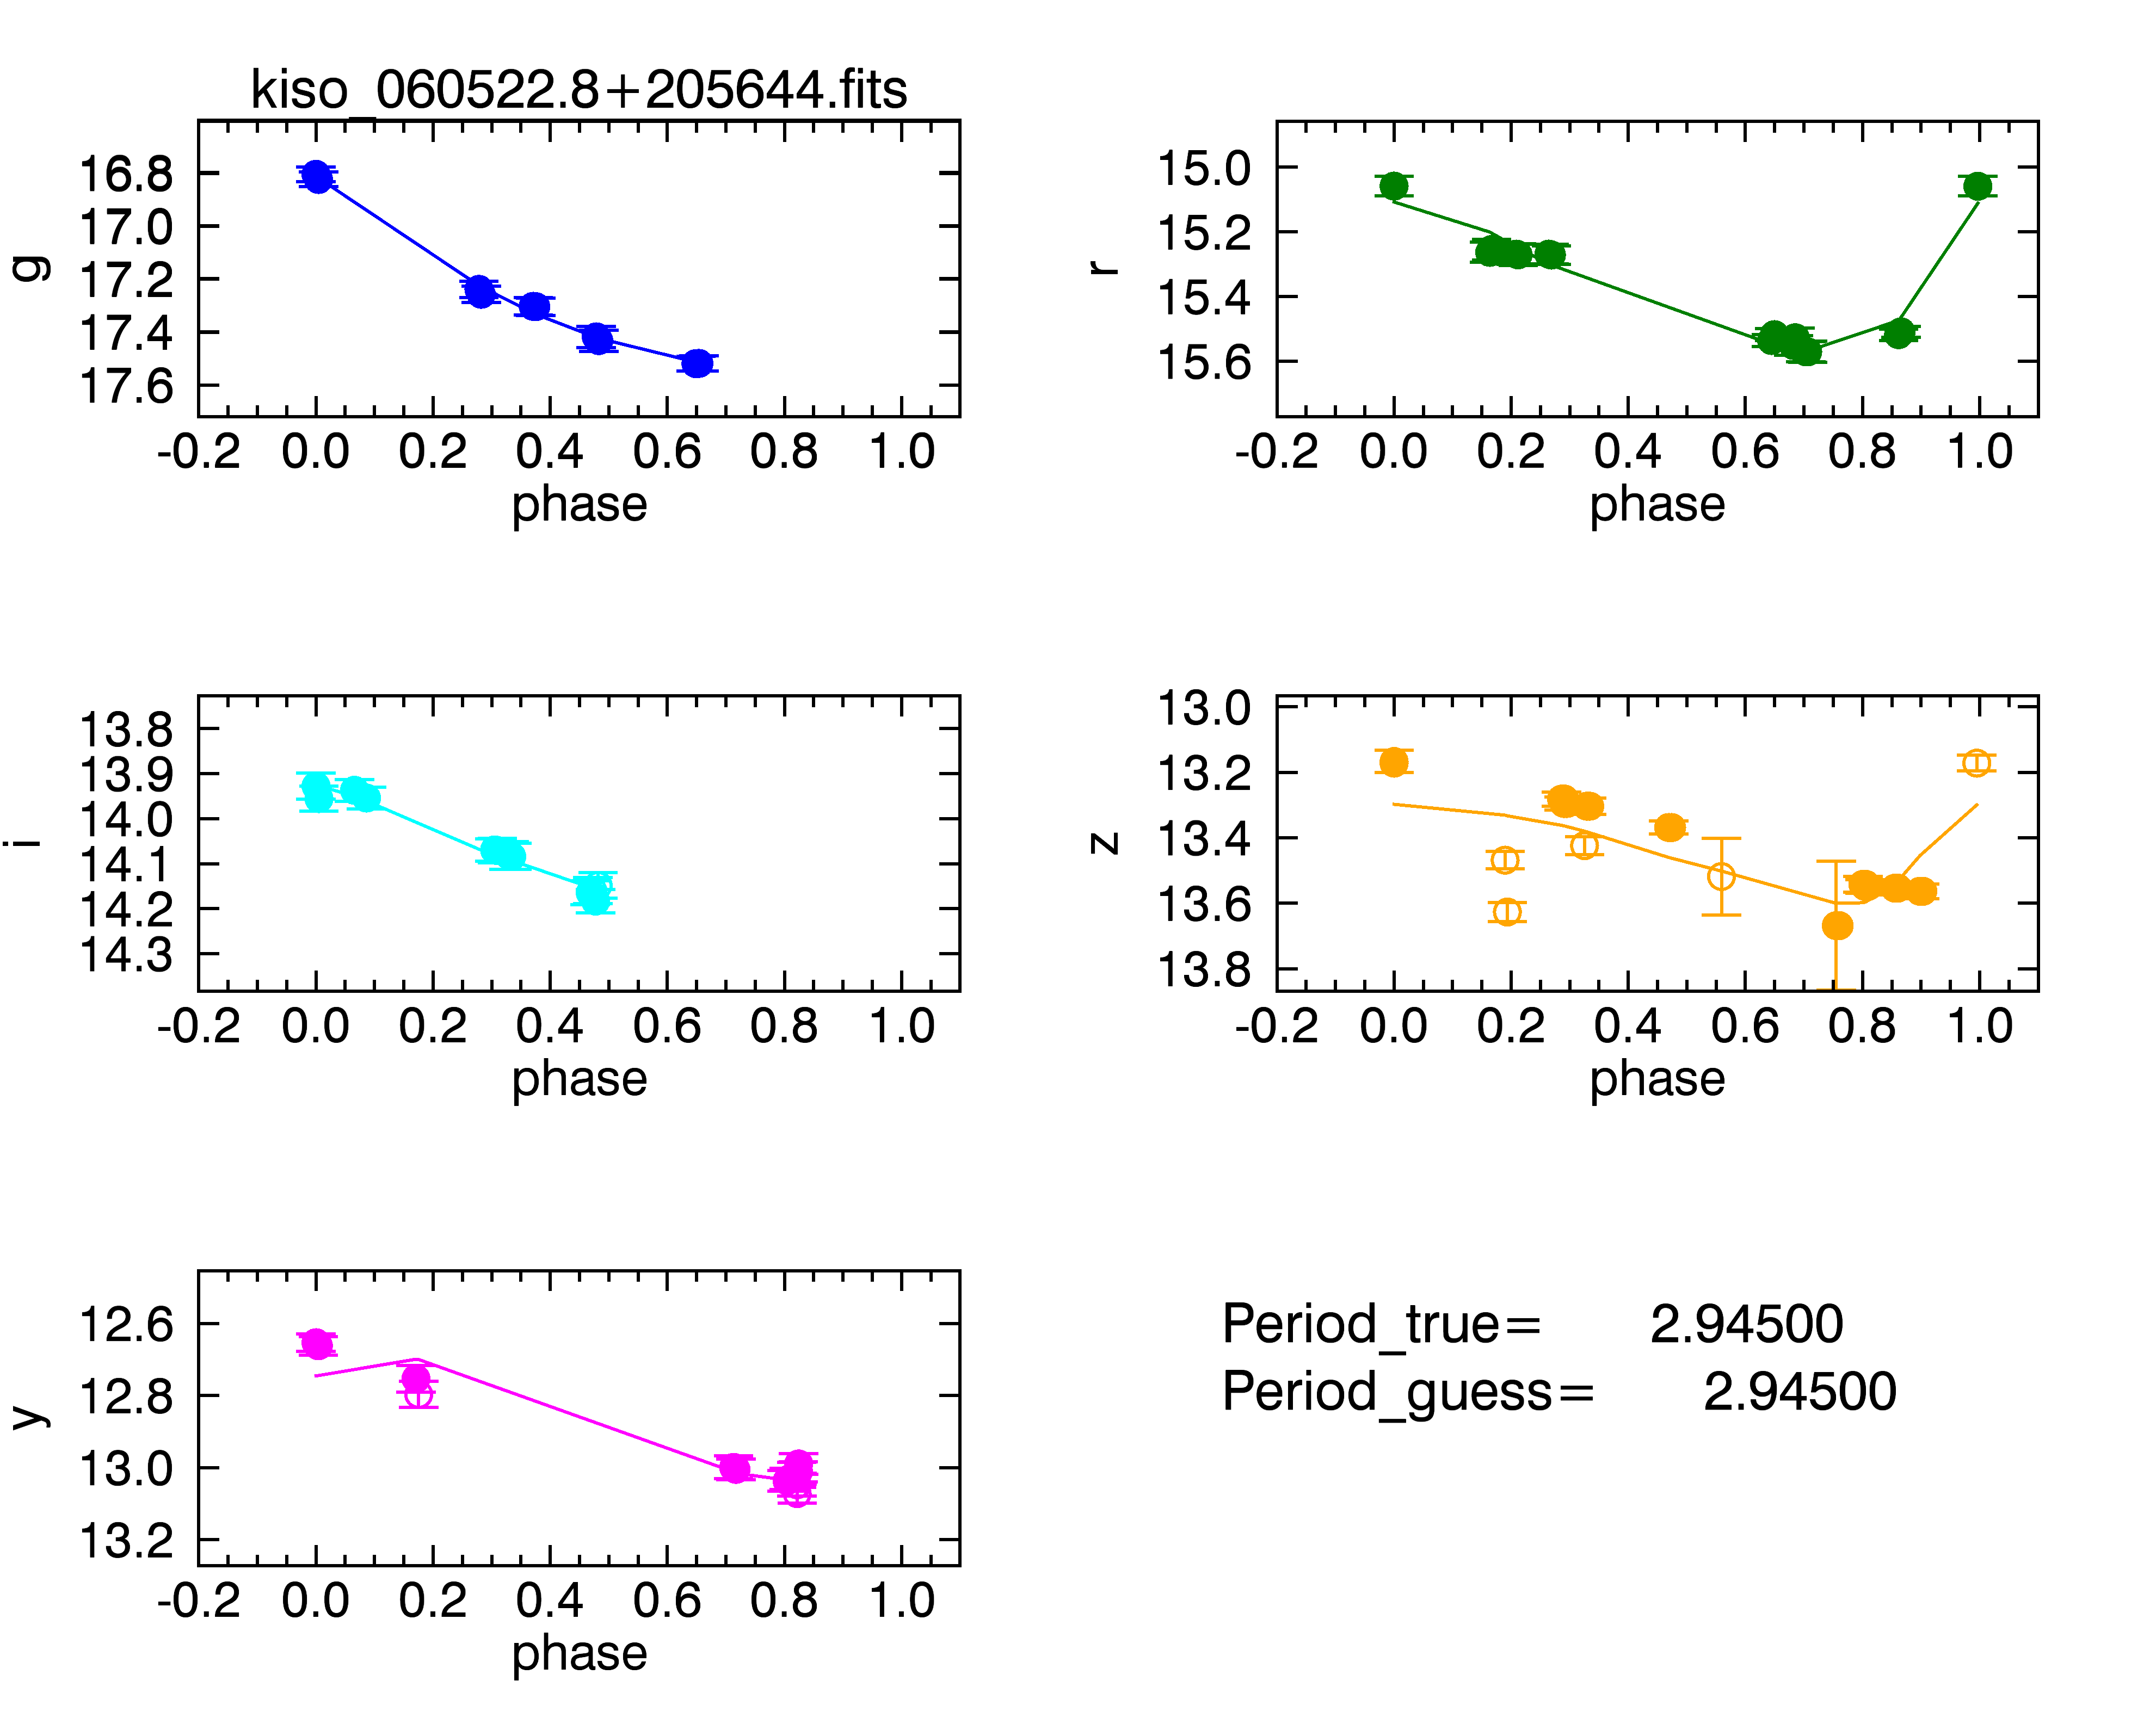 kiso_060522.8+205644.fits
g
16.8
17.0
17.2
17.4
17.6
-0.2 0.0 0.2 0.4 0.6 0.8 1.0
phase
r
15.0
15.2
15.4
15.6
-0.2 0.0 0.2 0.4 0.6 0.8 1.0
phase
i
13.8
13.9
14.0
14.1
14.2
14.3
-0.2 0.0 0.2 0.4 0.6 0.8 1.0
phase
z
13.0
13.2
13.4
13.6
13.8
-0.2 0.0 0.2 0.4 0.6 0.8 1.0
phase
y
12.6
12.8
13.0
13.2
-0.2 0.0 0.2 0.4 0.6 0.8 1.0
phase
Period_true= 2.94500
Period_guess= 2.94500